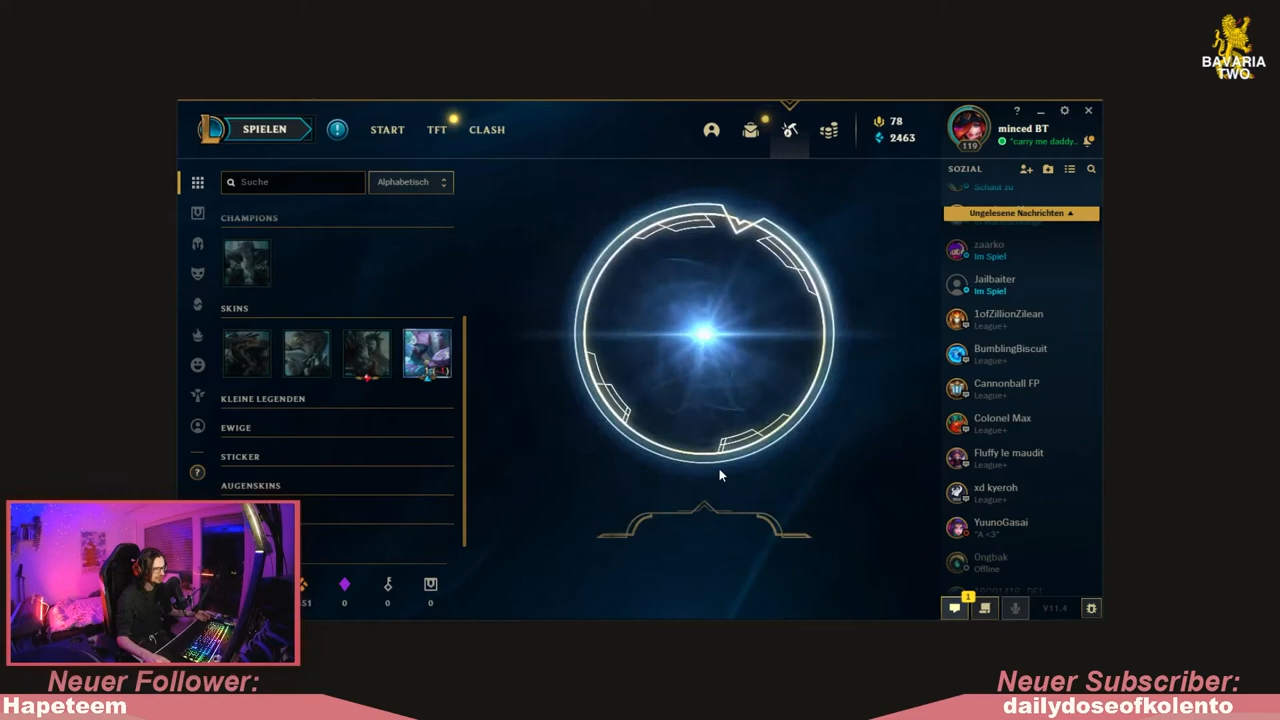 BAVARIA
TWO
SPIELEN
START
TFT
CLASH
78
2463
119
minced BT
"carry me daddy..
SOZIAL
Suche
Alphabetisch
Schaut zu
Ungelesene Nachrichten
CHAMPIONS
zaarko
Im Spiel
Jailbaiter
Im Spiel
SKINS
1ofZillionZilean
League+
BumblingBiscuit
League+
Cannonball FP
League+
KLEINE LEGENDEN
Colonel Max
League+
EWIGE
Fluffy le maudit
League+
STICKER
AUGENSKINS
xd kyeroh
League+
YuunoGasai
"A <3"
Ongbak
Offline
0
0
0
1
V11.4
Neuer Follower:
Hapeteem
Neuer Subscriber:
dailydoseofkolento